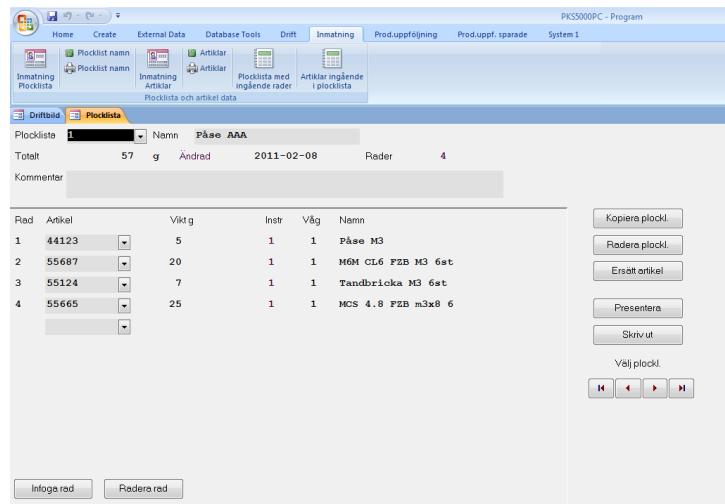 PKS5000PC - Program
Home Create External Data Database Tools Drift Inmatning Prod.uppföljning Prod.uppf. sparade System 1
Inmatning Plocklista
Plocklist namn
Plocklist namn
Inmatning Artiklar
Artiklar
Artiklar
Plocklista med ingående rader
Artiklar ingående i plocklista
Plocklista och artikel data
Driftbild Plocklista
Plocklista 1 Namn Påse AAA
Totalt 57 g Ändrad 2011-02-08 Rader 4
Kommentar
Rad Artikel Vikt g Instr Våg Namn
1 44123 5 1 1 Påse M3
2 55687 20 1 1 M6M CL6 FZB M3 6st
3 55124 7 1 1 Tandbricka M3 6st
4 55665 25 1 1 MCS 4.8 FZB m3x8 6
Kopiera plockl.
Radera plockl.
Ersätt artikel
Presentera
Skriv ut
Välj plockl.
Infoga rad Radera rad